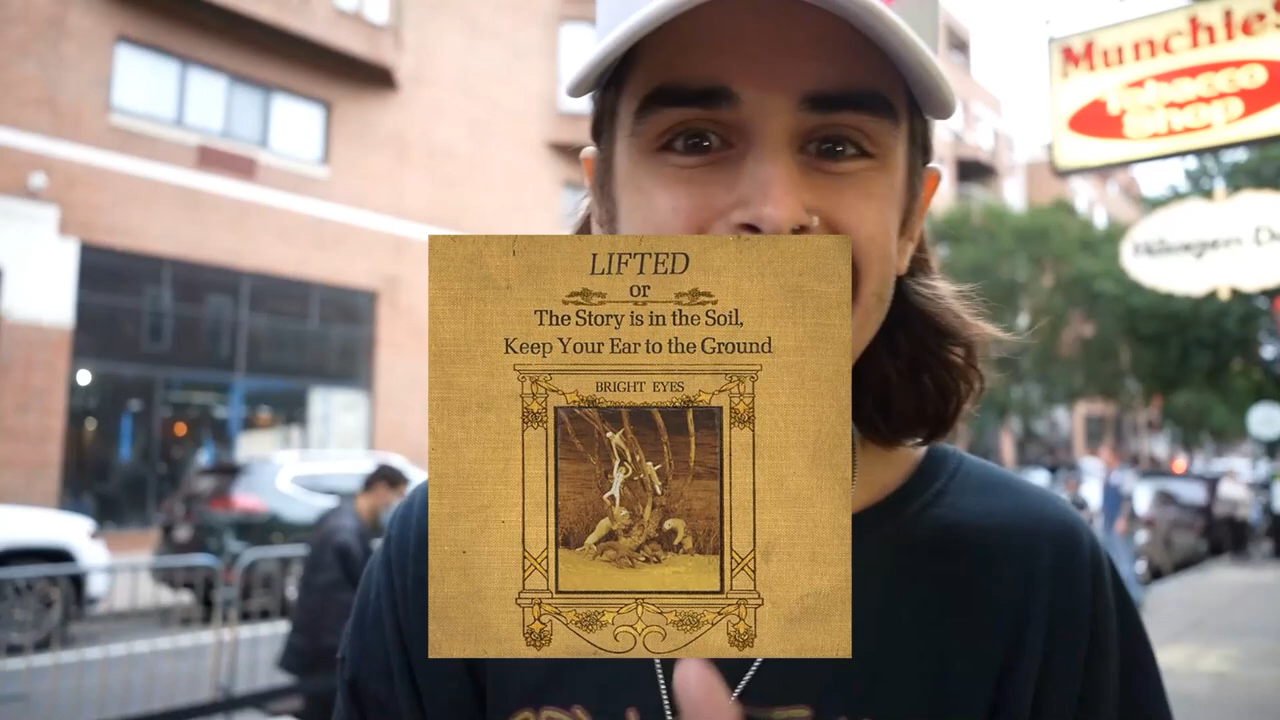 LIFTED
or
The Story is in the Soil,
Keep Your Ear to the Ground
BRIGHT EYES
Munchies
Tobacco
Shop